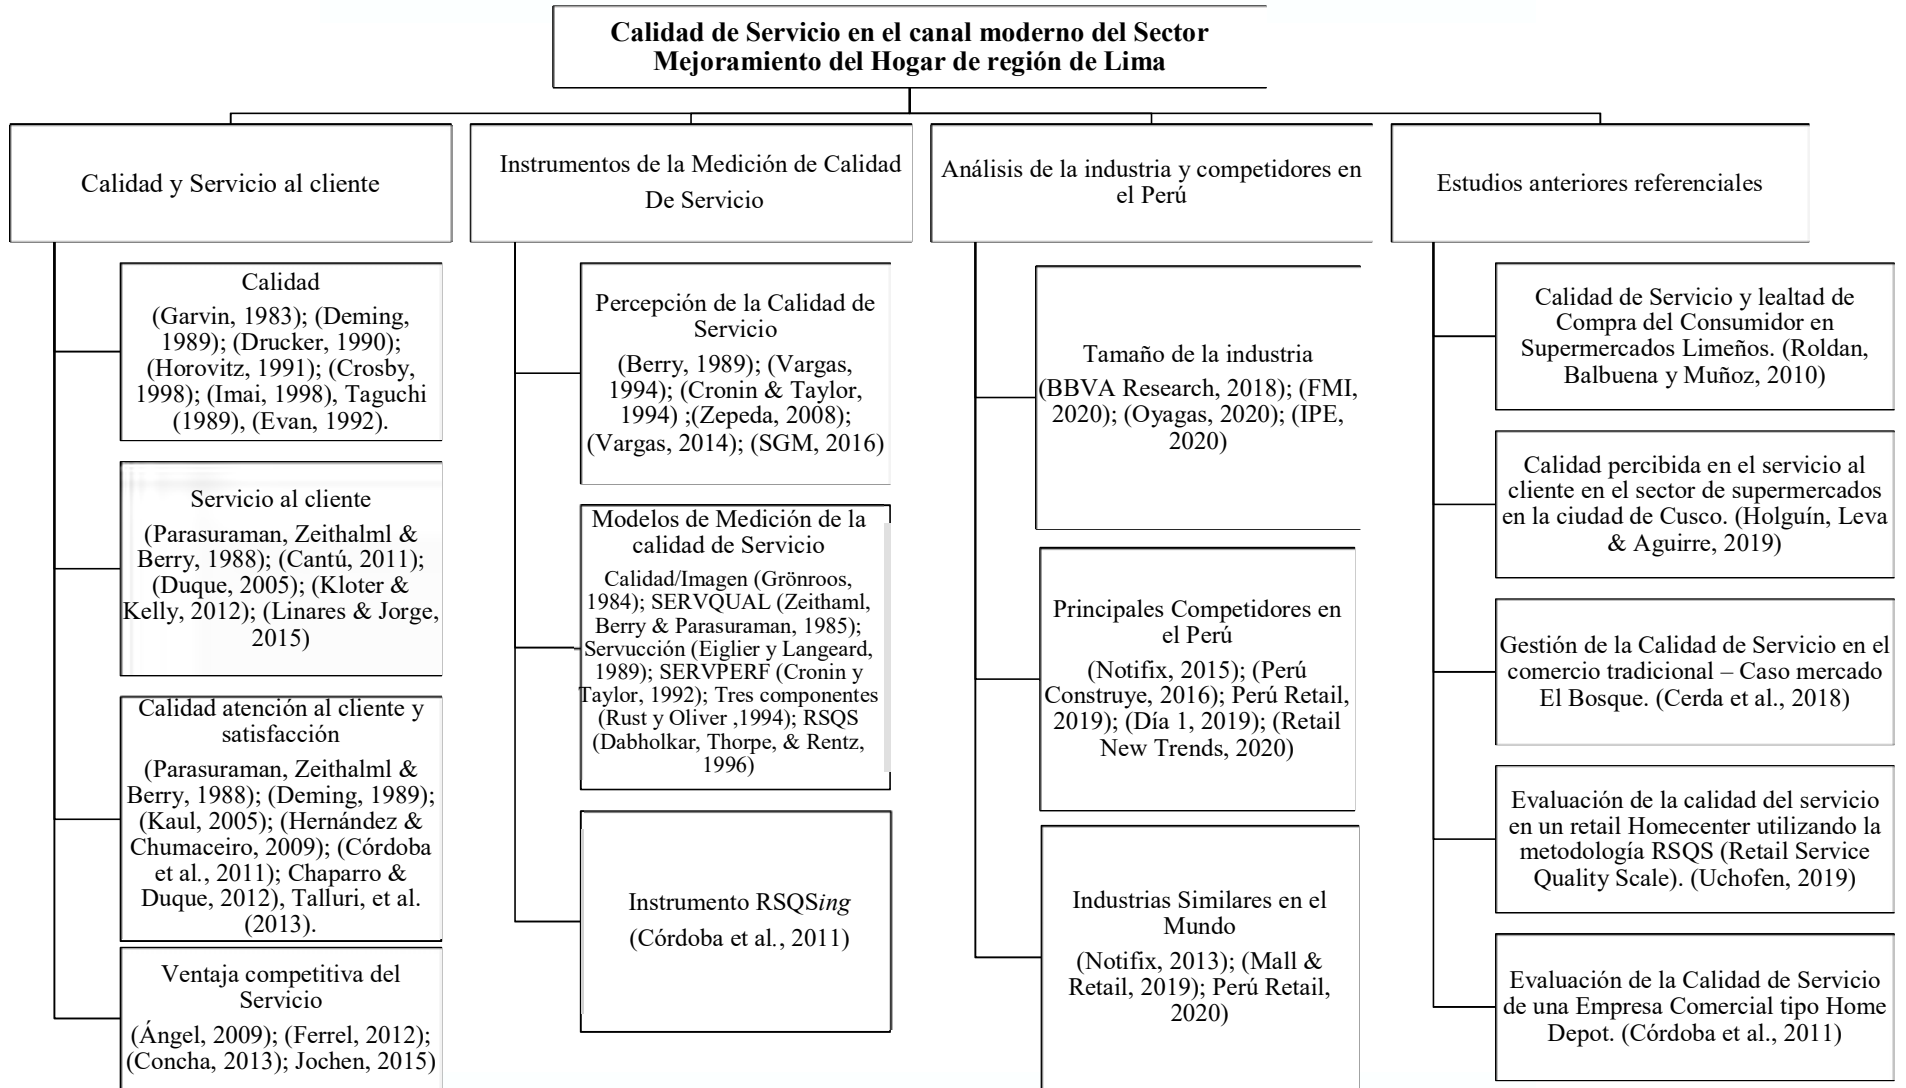 Calidad de Servicio en el canal moderno del Sector
Mejoramiento del Hogar de región de Lima
Calidad y Servicio al cliente
Calidad
(Garvin, 1983); (Deming,
1989); (Drucker, 1990);
(Horovitz, 1991); (Crosby,
1998); (Imai, 1998), Taguchi
(1989), (Evan, 1992).
Servicio al cliente
(Parasuraman, Zeithalml &
Berry, 1988); (Cantú, 2011);
(Duque, 2005); (Kloter &
Kelly, 2012); (Linares & Jorge,
2015)
Calidad atención al cliente y
satisfacción
(Parasuraman, Zeithalml &
Berry, 1988); (Deming, 1989);
(Kaul, 2005); (Hernández &
Chumaceiro, 2009); (Córdoba
et al., 2011); Chaparro &
Duque, 2012), Talluri, et al.
(2013).
Ventaja competitiva del
Servicio
(Ángel, 2009); (Ferrel, 2012);
(Concha, 2013); Jochen, 2015)
Instrumentos de la Medición de Calidad
De Servicio
Percepción de la Calidad de
Servicio
(Berry, 1989); (Vargas,
1994); (Cronin & Taylor,
1994) ;(Zepeda, 2008);
(Vargas, 2014); (SGM, 2016)
Modelos de Medición de la
calidad de Servicio
Calidad/Imagen (Grönroos,
1984); SERVQUAL (Zeithaml,
Berry & Parasuraman, 1985);
Servucción (Eiglier y Langeard,
1989); SERVPERF (Cronin y
Taylor, 1992); Tres componentes
(Rust y Oliver ,1994); RSQS
(Dabholkar, Thorpe, & Rentz,
1996)
Instrumento RSQSing
(Córdoba et al., 2011)
Análisis de la industria y competidores en
el Perú
Tamaño de la industria
(BBVA Research, 2018); (FMI,
2020); (Oyagas, 2020); (IPE,
2020)
Principales Competidores en
el Perú
(Notifix, 2015); (Perú
Construye, 2016); Perú Retail,
2019); (Día 1, 2019); (Retail
New Trends, 2020)
Industrias Similares en el
Mundo
(Notifix, 2013); (Mall &
Retail, 2019); Perú Retail,
2020)
Estudios anteriores referenciales
Calidad de Servicio y lealtad de
Compra del Consumidor en
Supermercados Limeños. (Roldan,
Balbuena y Muñoz, 2010)
Calidad percibida en el servicio al
cliente en el sector de supermercados
en la ciudad de Cusco. (Holguín, Leva
& Aguirre, 2019)
Gestión de la Calidad de Servicio en el
comercio tradicional – Caso mercado
El Bosque. (Cerda et al., 2018)
Evaluación de la calidad del servicio
en un retail Homecenter utilizando la
metodología RSQS (Retail Service
Quality Scale). (Uchofen, 2019)
Evaluación de la Calidad de Servicio
de una Empresa Comercial tipo Home
Depot. (Córdoba et al., 2011)